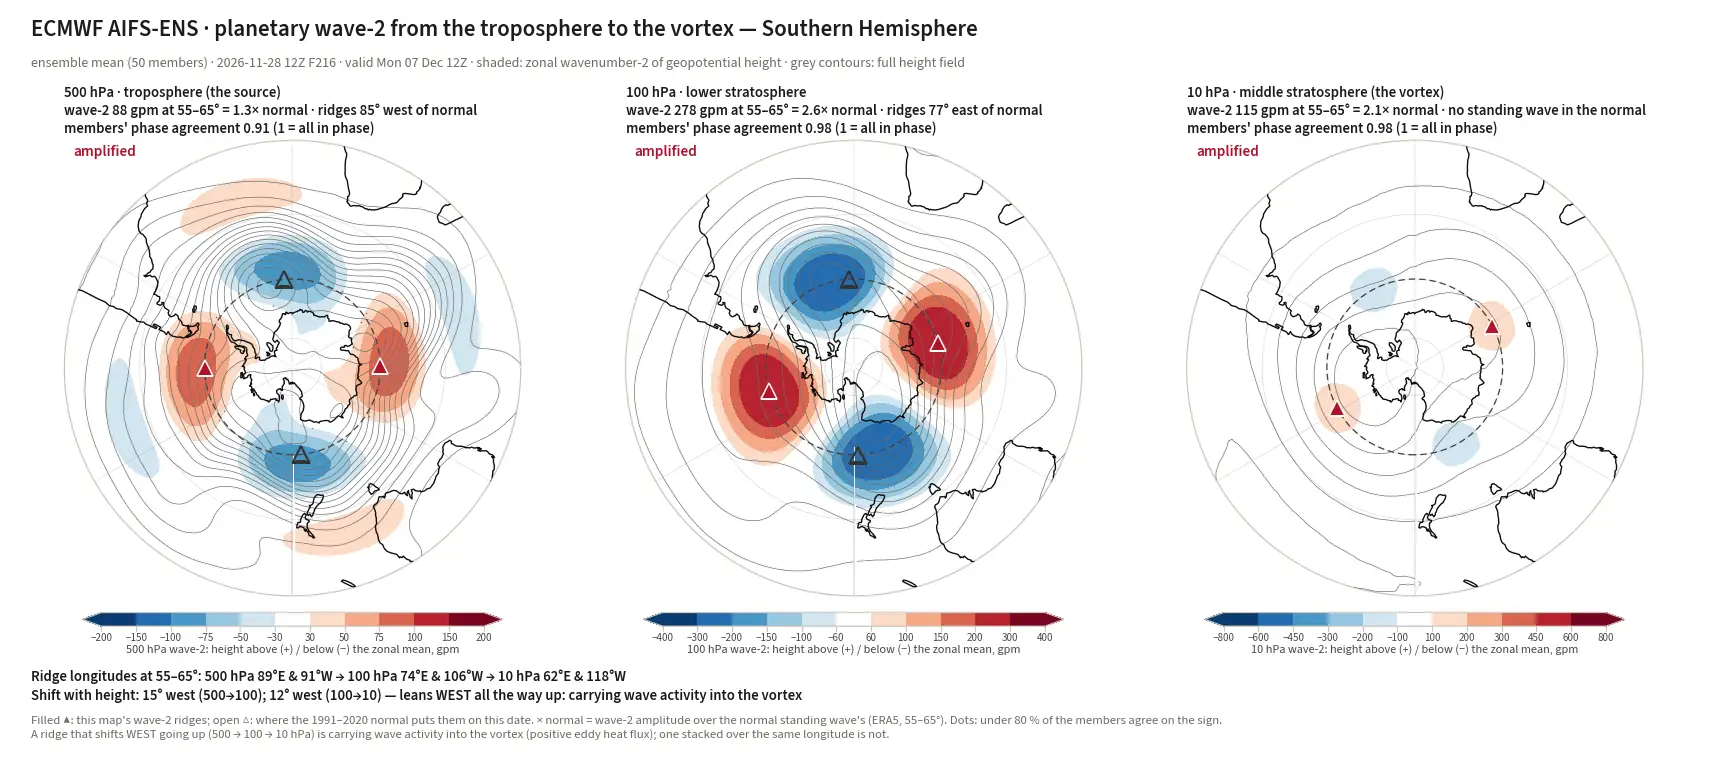 ECMWF AIFS-ENS · planetary wave-2 from the troposphere to the vortex — Southern Hemisphere
ensemble mean (50 members) · 2026-11-28 12Z F216 · valid Mon 07 Dec 12Z · shaded: zonal wavenumber-2 of geopotential height · grey contours: full height field
500 hPa · troposphere (the source)
wave-2 88 gpm at 55–65° = 1.3× normal · ridges 85° west of normal
members' phase agreement 0.91 (1 = all in phase)
amplified
−200 −150 −100 −75 −50 −30 30 50 75 100 150 200
500 hPa wave-2: height above (+) / below (−) the zonal mean, gpm
100 hPa · lower stratosphere
wave-2 278 gpm at 55–65° = 2.6× normal · ridges 77° east of normal
members' phase agreement 0.98 (1 = all in phase)
amplified
−400 −300 −200 −150 −100 −60 60 100 150 200 300 400
100 hPa wave-2: height above (+) / below (−) the zonal mean, gpm
10 hPa · middle stratosphere (the vortex)
wave-2 115 gpm at 55–65° = 2.1× normal · no standing wave in the normal
members' phase agreement 0.98 (1 = all in phase)
amplified
−800 −600 −450 −300 −200 −100 100 200 300 450 600 800
10 hPa wave-2: height above (+) / below (−) the zonal mean, gpm
Ridge longitudes at 55–65°: 500 hPa 89°E & 91°W → 100 hPa 74°E & 106°W → 10 hPa 62°E & 118°W
Shift with height: 15° west (500→100); 12° west (100→10) — leans WEST all the way up: carrying wave activity into the vortex
Filled ▲: this map's wave-2 ridges; open △: where the 1991–2020 normal puts them on this date. × normal = wave-2 amplitude over the normal standing wave's (ERA5, 55–65°). Dots: under 80 % of the members agree on the sign.
A ridge that shifts WEST going up (500 → 100 → 10 hPa) is carrying wave activity into the vortex (positive eddy heat flux); one stacked over the same longitude is not.